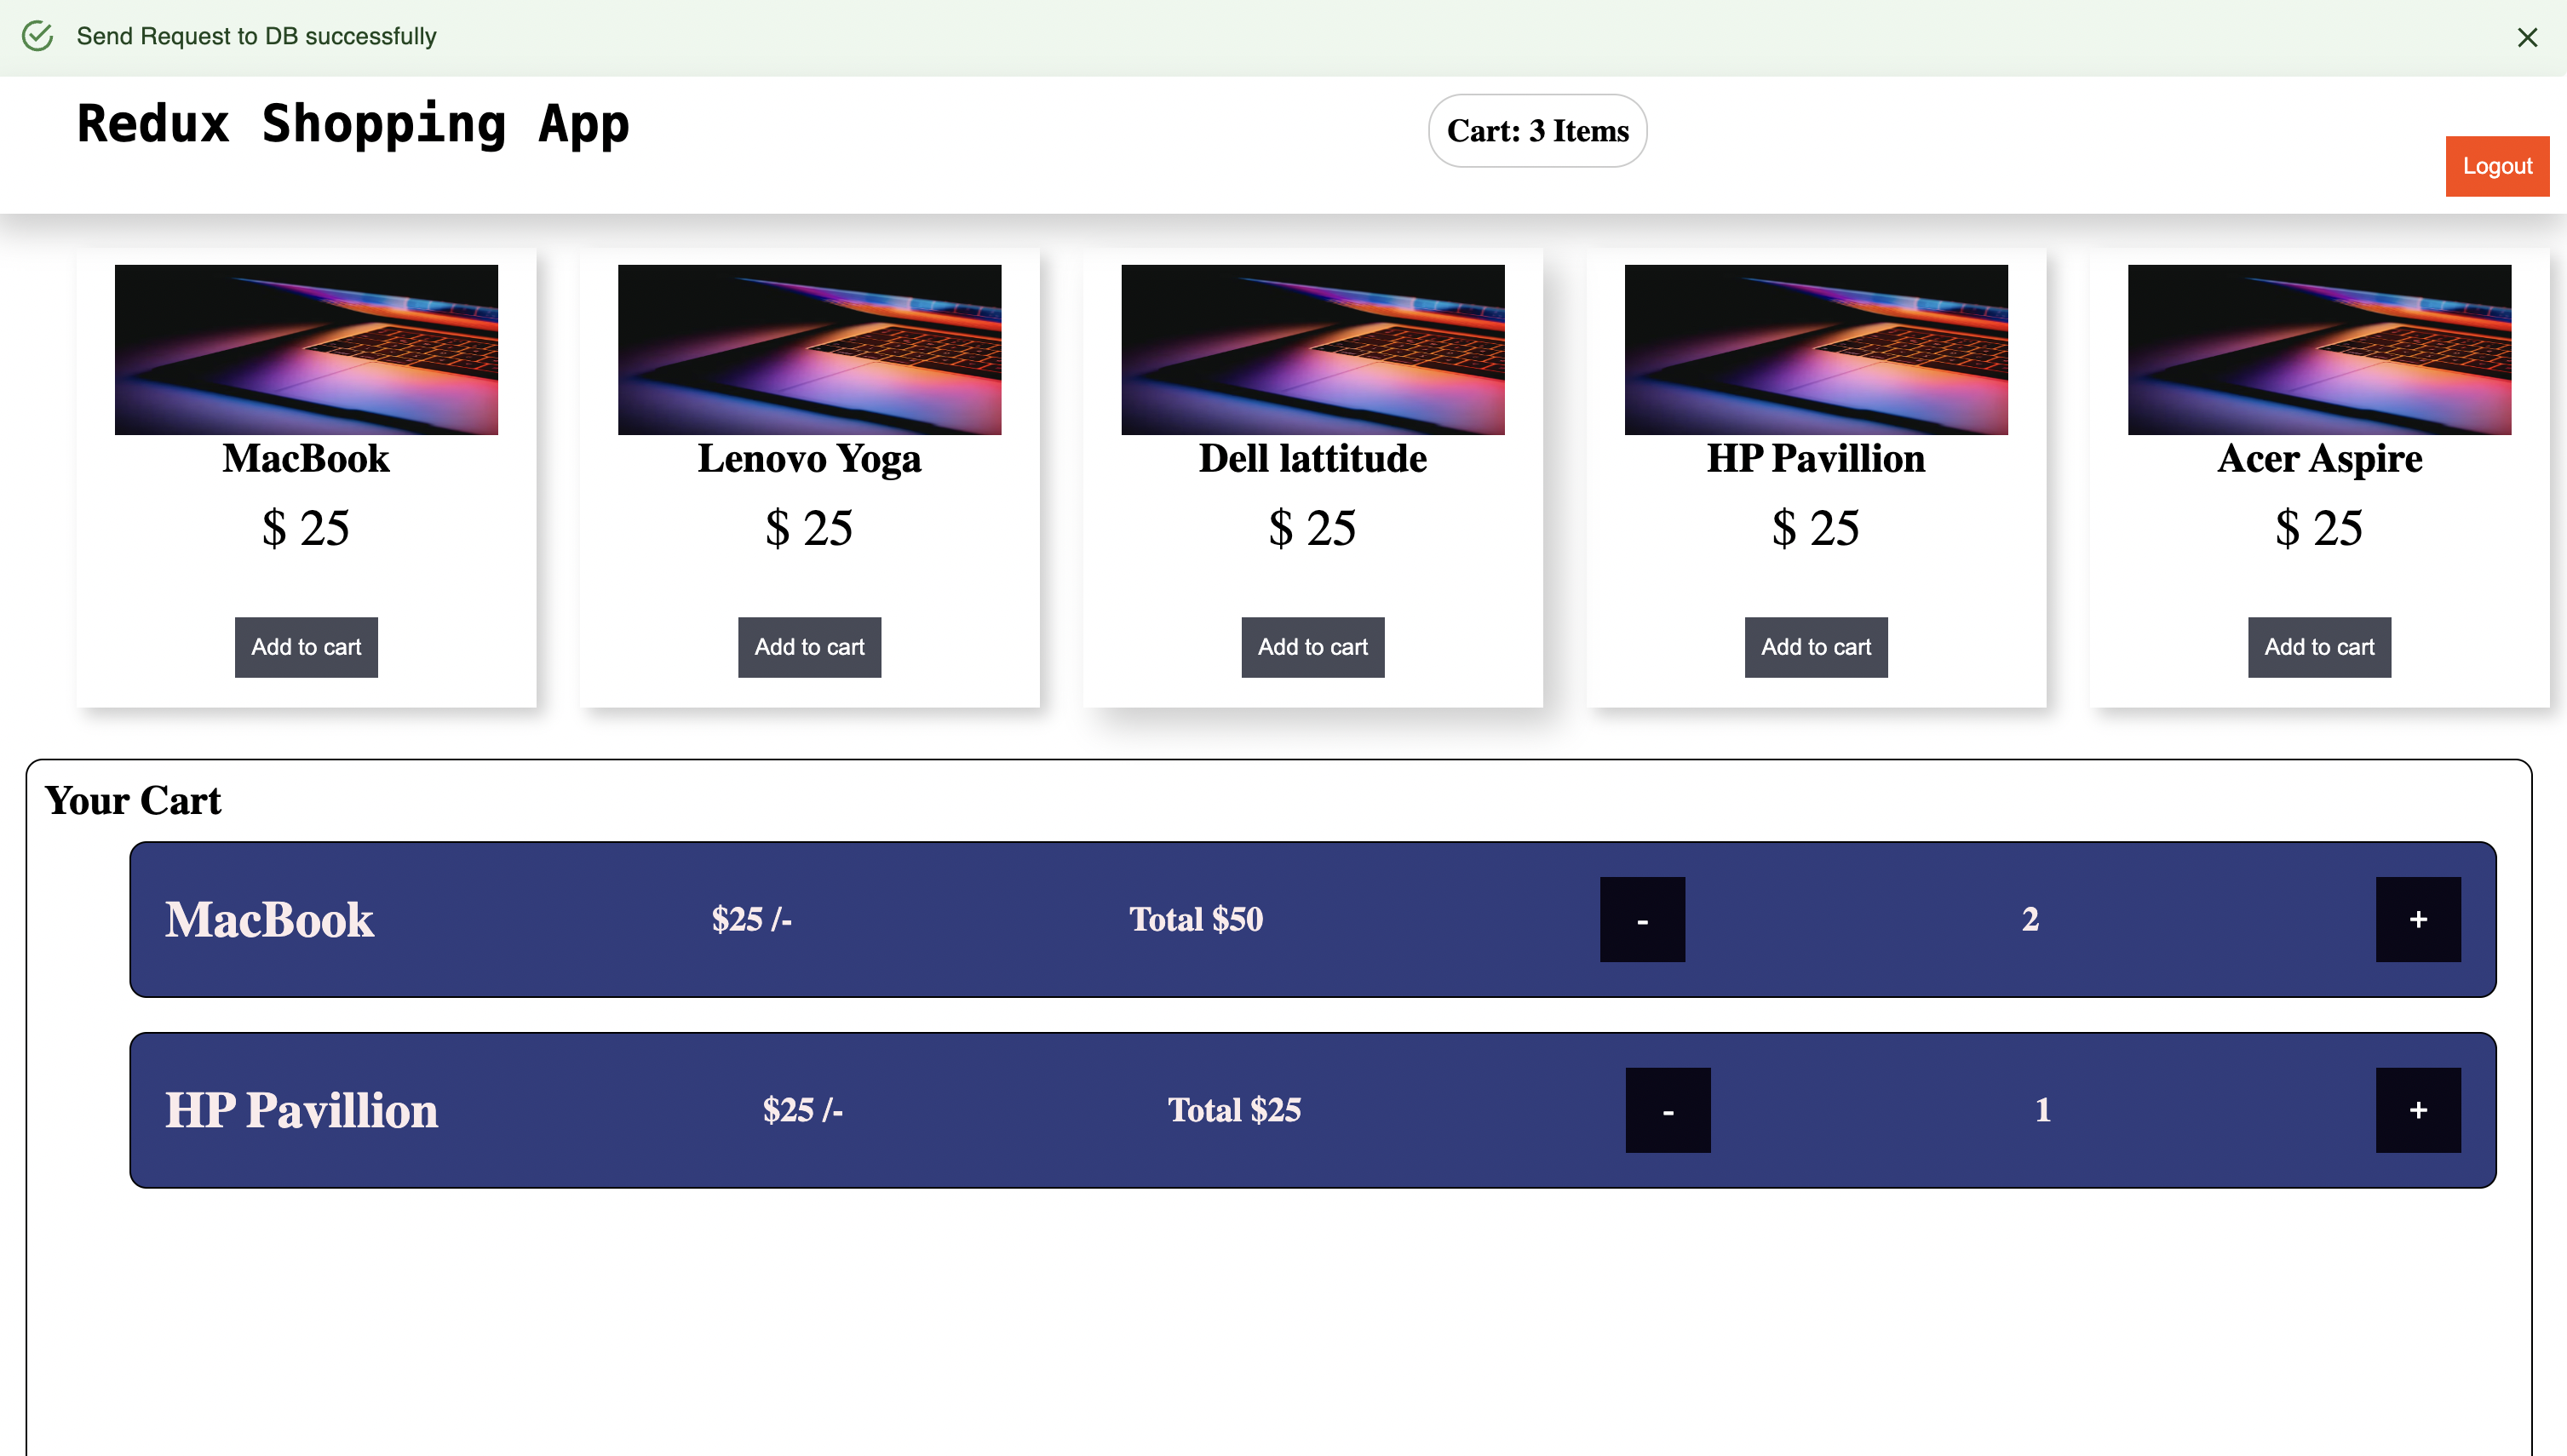 Send Request to DB successfully
Redux Shopping App
Cart: 3 Items
Logout
MacBook
$ 25
Add to cart
Lenovo Yoga
$ 25
Add to cart
Dell lattitude
$ 25
Add to cart
HP Pavillion
$ 25
Add to cart
Acer Aspire
$ 25
Add to cart
Your Cart
MacBook $25 /- Total $50 - 2 +
HP Pavillion $25 /- Total $25 - 1 +